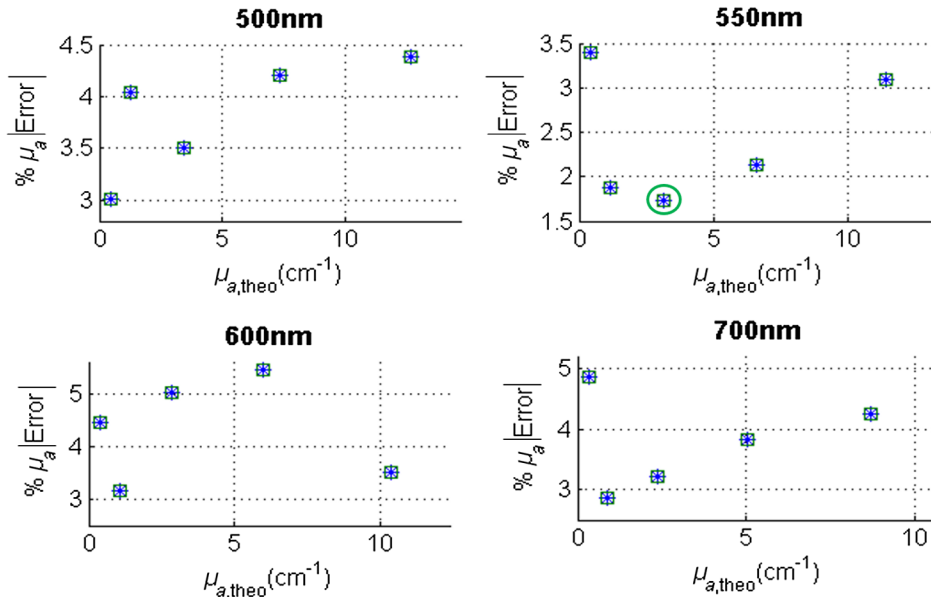 500nm
4.5
4
3.5
3
% μa|Error|
0 5 10
μa,theo(cm-1)
550nm
3.5
3
2.5
2
1.5
% μa|Error|
0 5 10
μa,theo(cm-1)
600nm
5
4
3
% μa|Error|
0 5 10
μa,theo(cm-1)
700nm
5
4
3
% μa|Error|
0 5 10
μa,theo(cm-1)